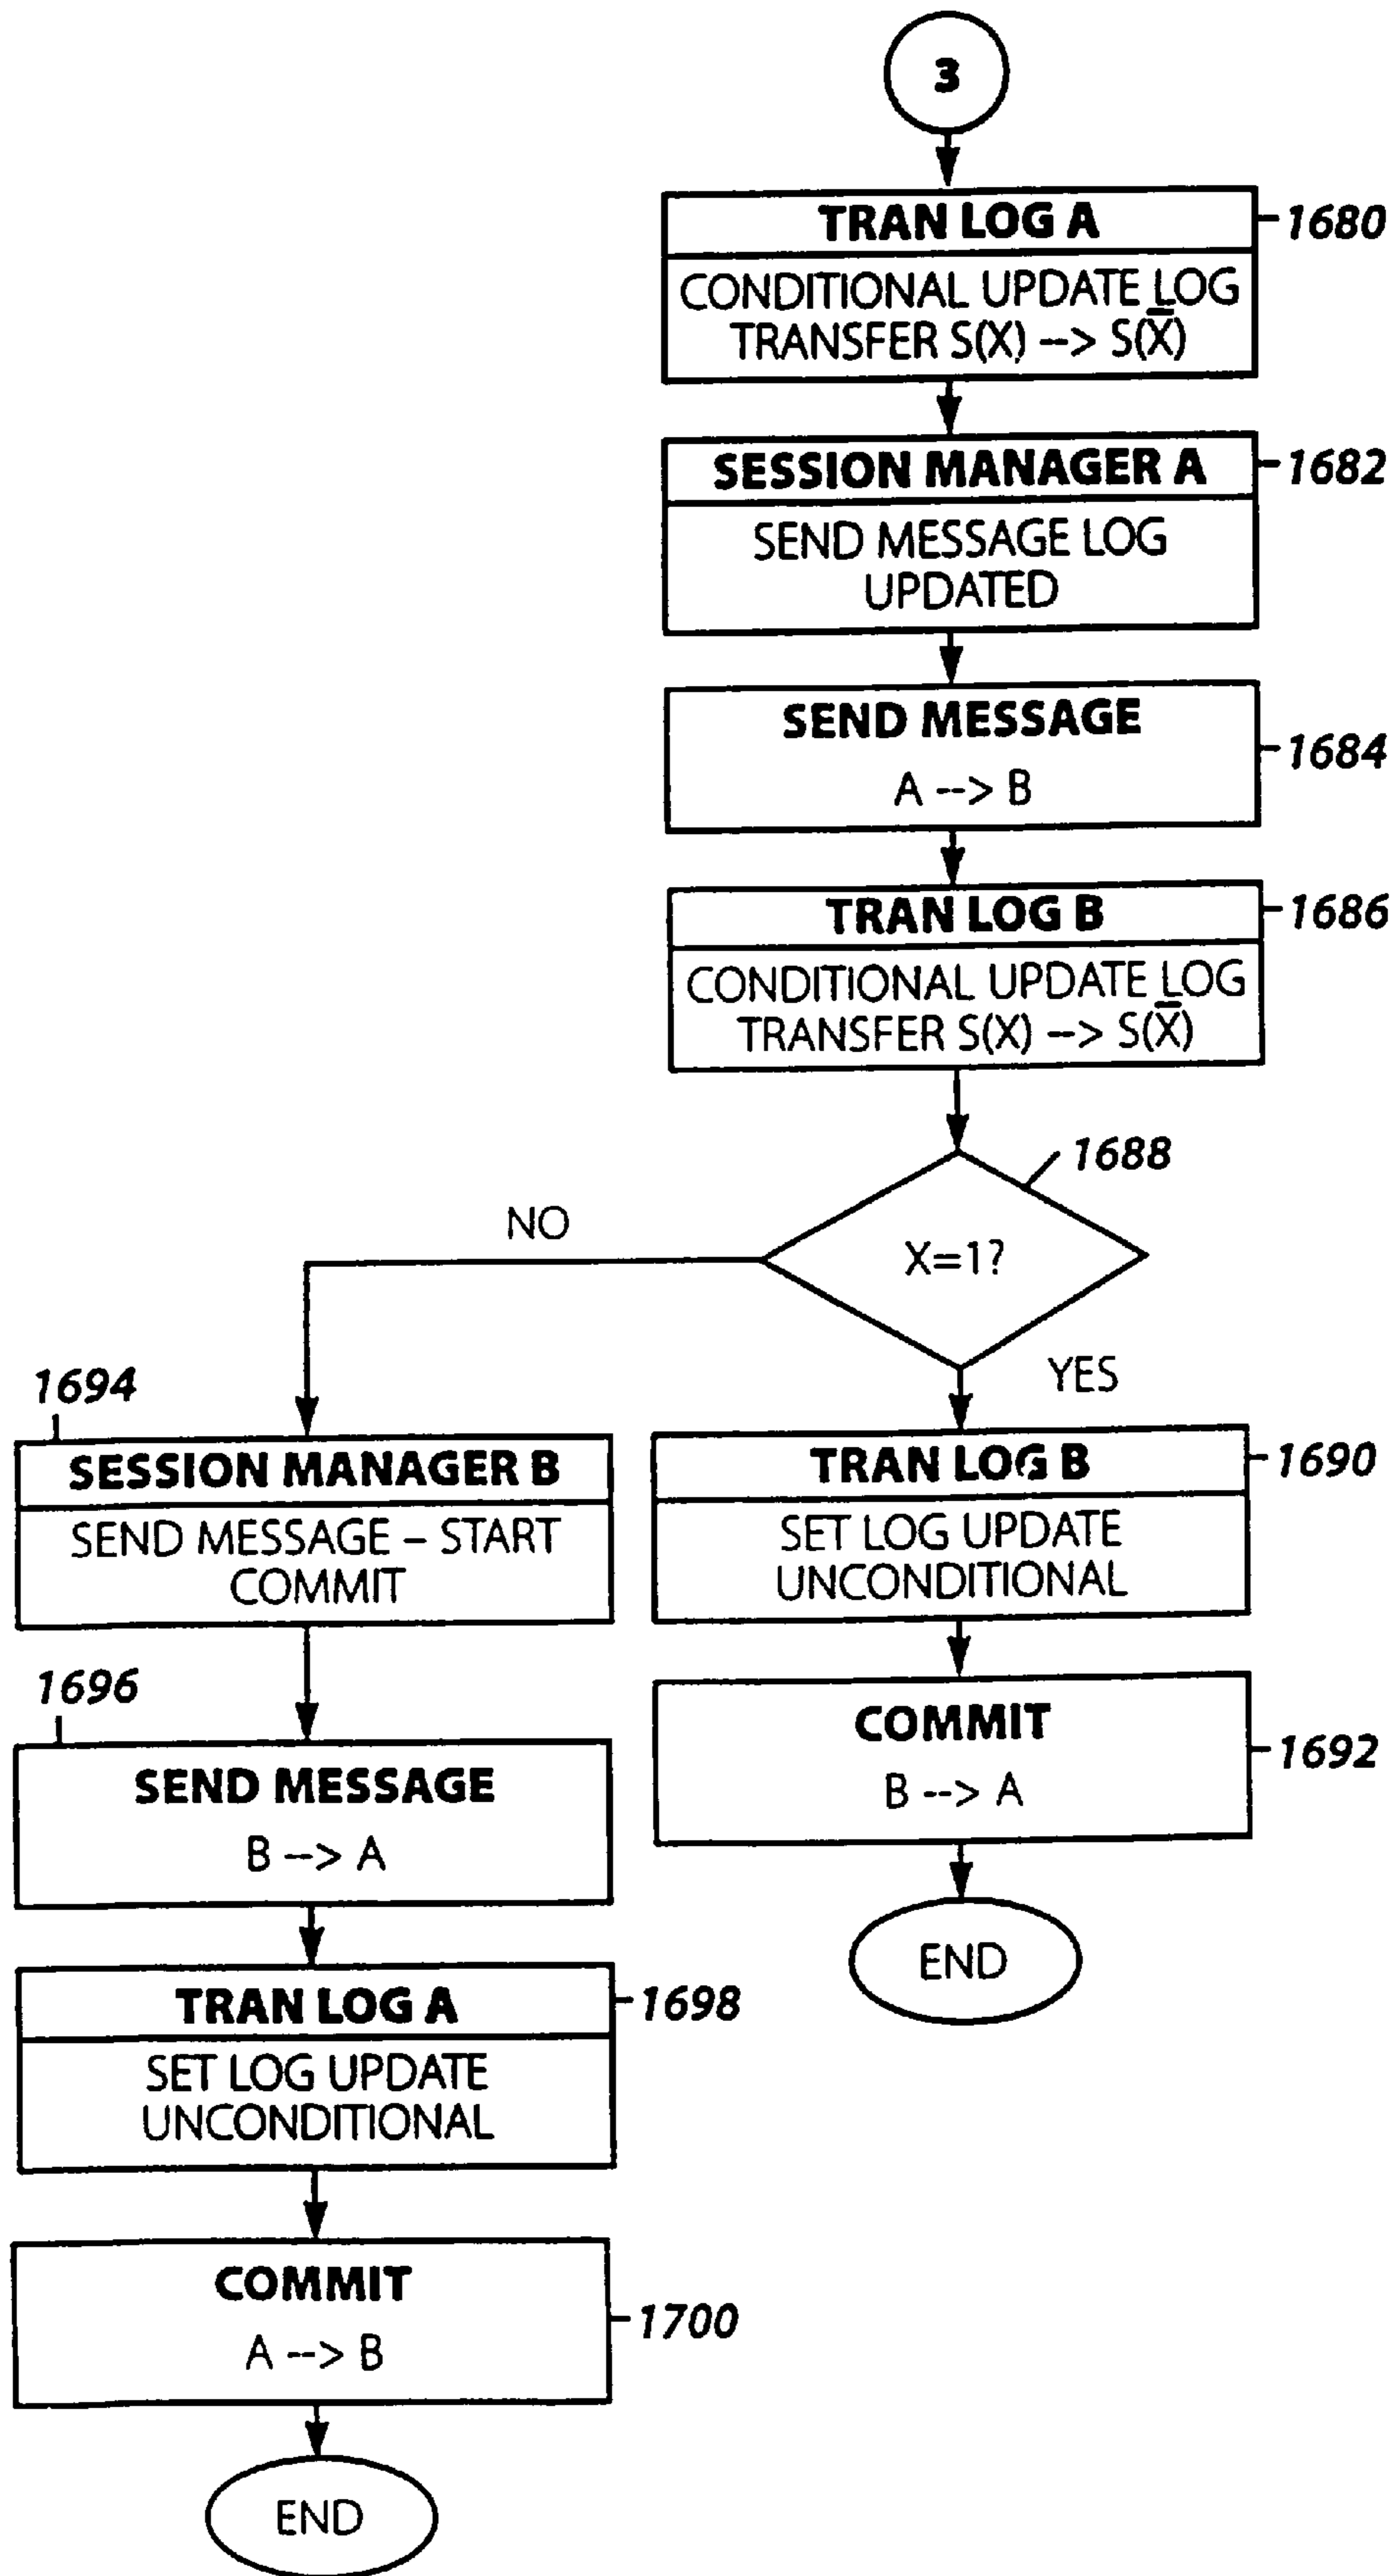 3
TRAN LOG A
1680
CONDITIONAL UPDATE LOG
TRANSFER S(X) --> S(X̅)
SESSION MANAGER A
1682
SEND MESSAGE LOG
UPDATED
SEND MESSAGE
1684
A --> B
TRAN LOG B
1686
CONDITIONAL UPDATE LOG
TRANSFER S(X) --> S(X̅)
1688
NO
X=1?
YES
1694
SESSION MANAGER B
SEND MESSAGE – START
COMMIT
TRAN LOG B
1690
SET LOG UPDATE
UNCONDITIONAL
1696
SEND MESSAGE
B --> A
COMMIT
1692
B --> A
END
TRAN LOG A
1698
SET LOG UPDATE
UNCONDITIONAL
COMMIT
1700
A --> B
END